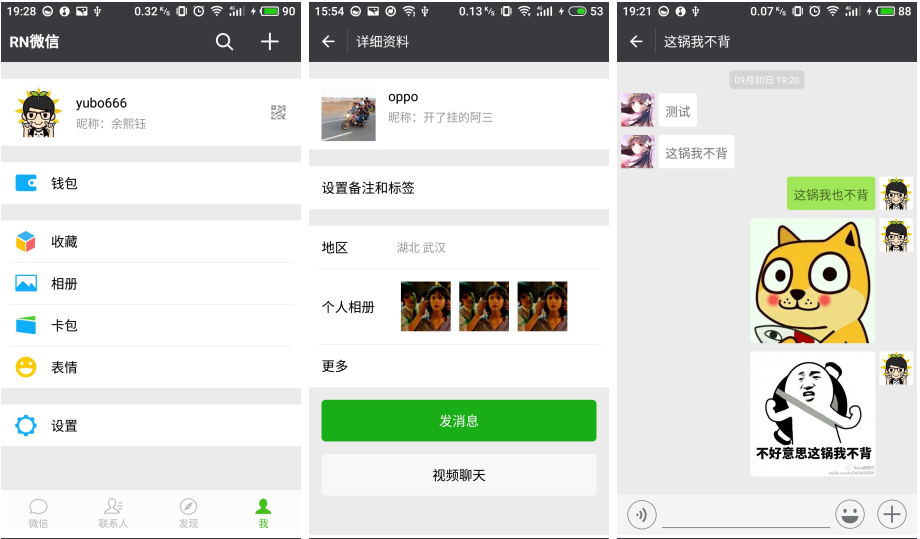 19:28
0.32 K/s
90
RN微信
yubo666
昵称：余熙钰
钱包
收藏
相册
卡包
表情
设置
微信
联系人
发现
我
15:54
0.13 K/s
53
详细资料
oppo
昵称：开了挂的阿三
设置备注和标签
地区
湖北 武汉
个人相册
更多
发消息
视频聊天
19:21
0.07 K/s
88
这锅我不背
09月30日 19:20
测试
这锅我不背
这锅我也不背
不好意思这锅我不背